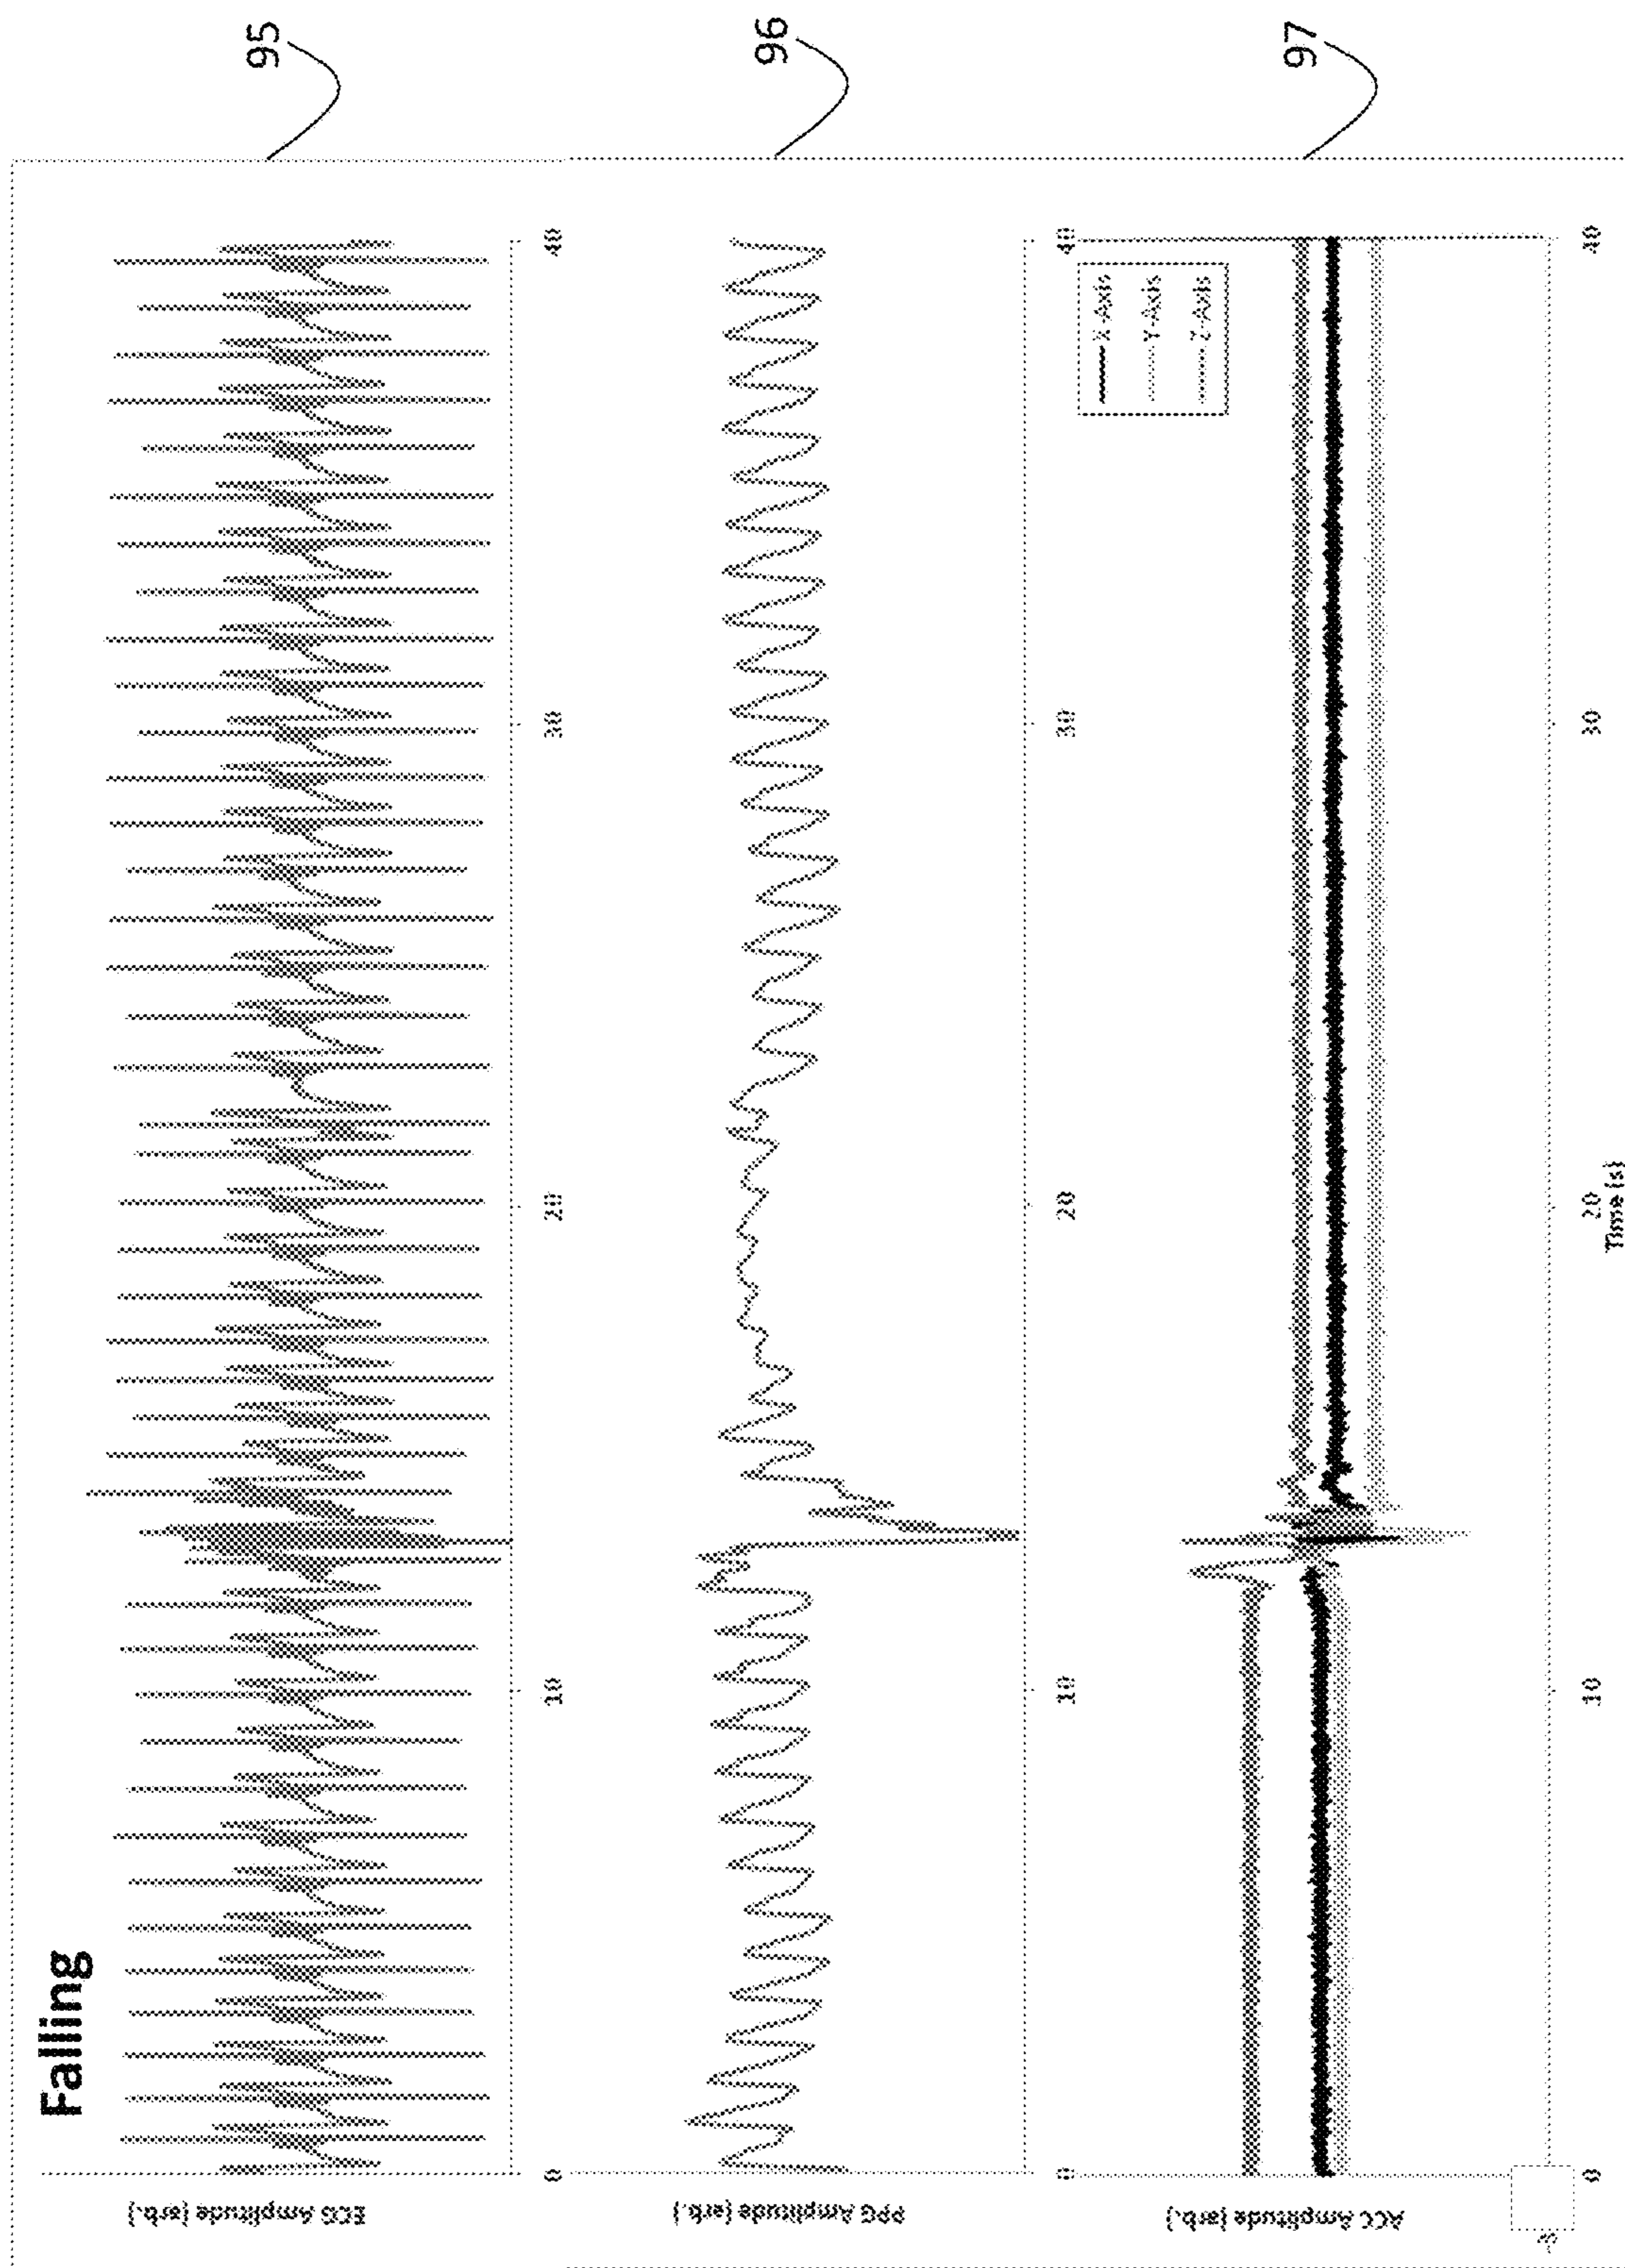 Falling
95
ECG Amplitude (arb.)
0
10
20
30
40
96
PPG Amplitude (arb.)
0
10
20
30
40
97
ACC Amplitude (arb.)
X-Axis
Y-Axis
Z-Axis
0
10
20
30
40
Time (s)